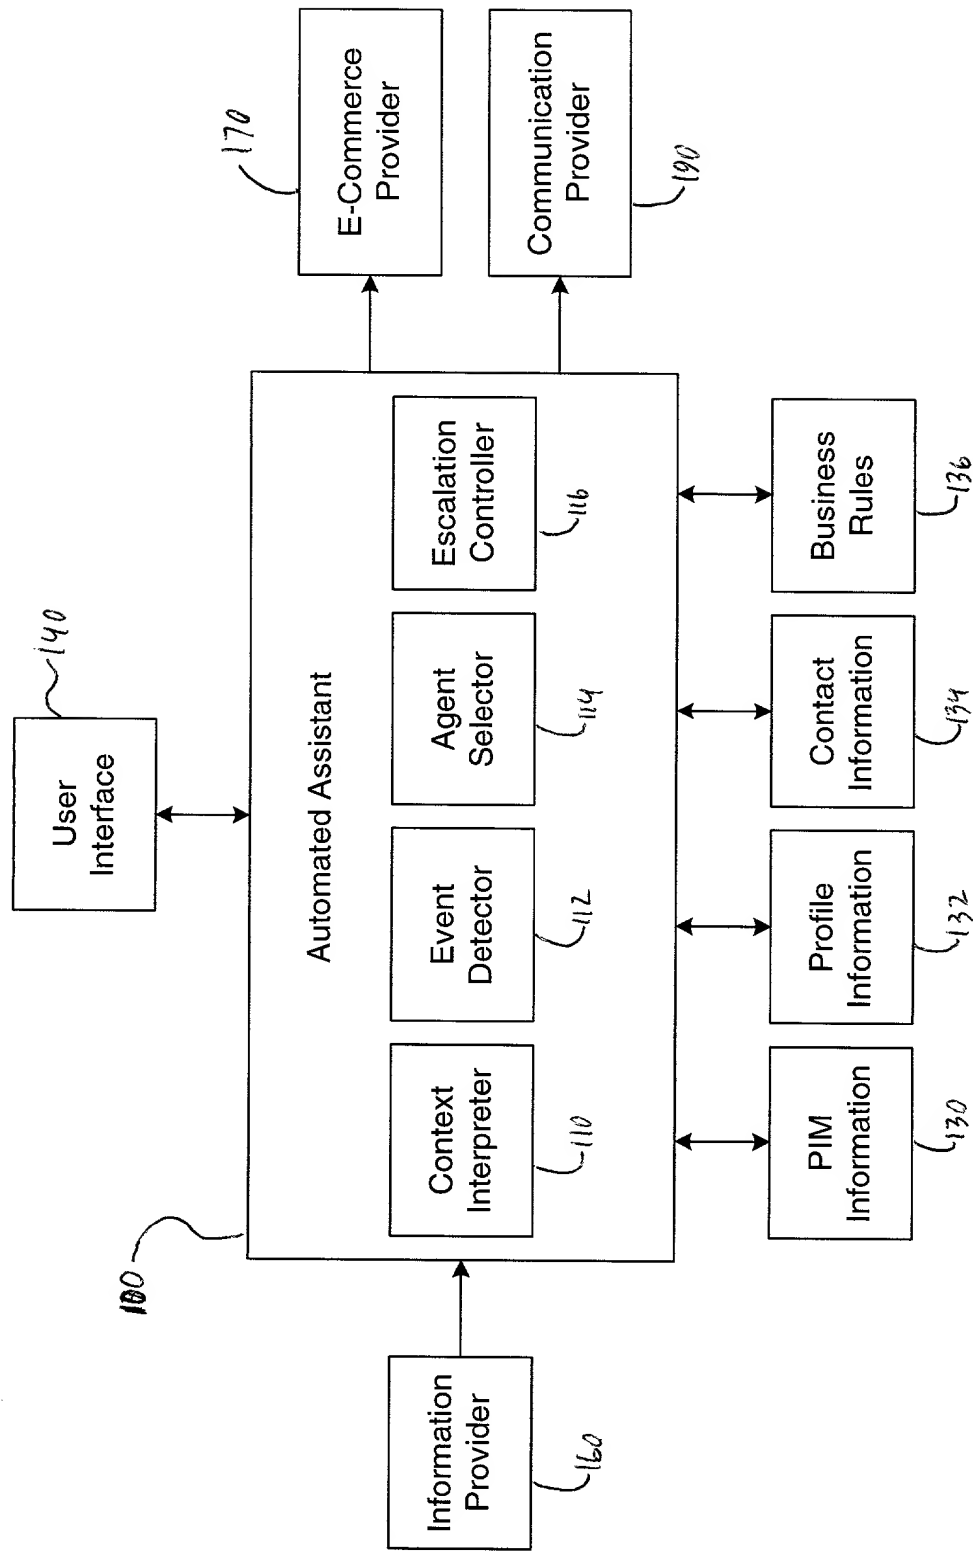 User
Interface
140
Automated Assistant
100
Context
Interpreter
110
Event
Detector
112
Agent
Selector
114
Escalation
Controller
116
Information
Provider
160
E-Commerce
Provider
170
Communication
Provider
190
PIM
Information
130
Profile
Information
132
Contact
Information
134
Business
Rules
136